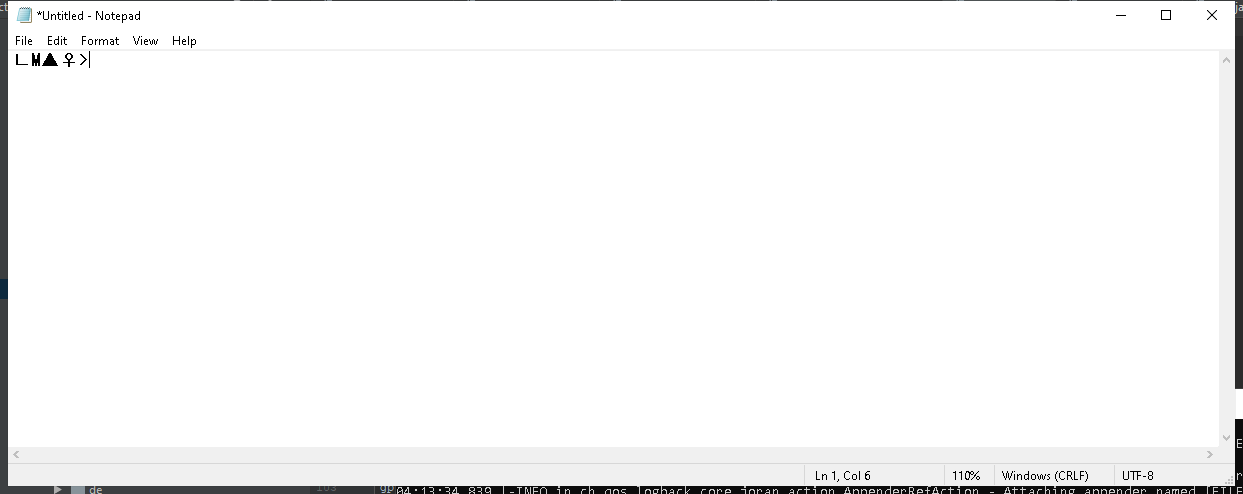 *Untitled - Notepad
File Edit Format View Help
∟M▲♀>
Ln 1, Col 6 110% Windows (CRLF) UTF-8
de
04:13:34,839 |-INFO in ch.qos.logback.core.joran.action.AppenderRefAction - Attaching appender named [FILE